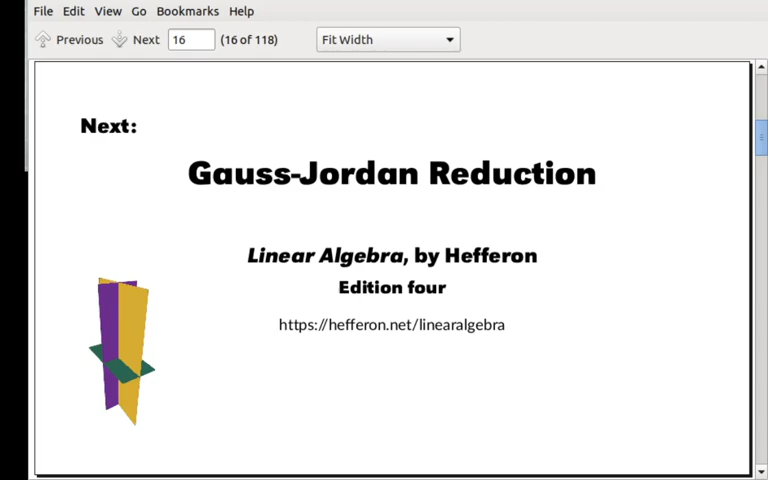 File Edit View Go Bookmarks Help
Previous Next 16 (16 of 118) Fit Width
Next:
Gauss-Jordan Reduction
Linear Algebra, by Hefferon
Edition four
https://hefferon.net/linearalgebra